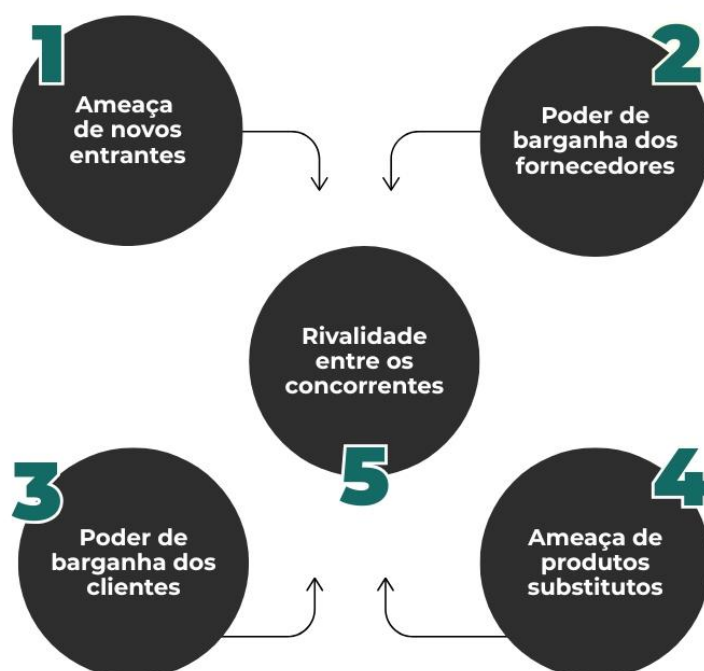 1
Ameaça
de novos
entrantes
2
Poder de
barganha dos
fornecedores
Rivalidade
entre os
concorrentes
5
3
Poder de
barganha dos
clientes
4
Ameaça de
produtos
substitutos